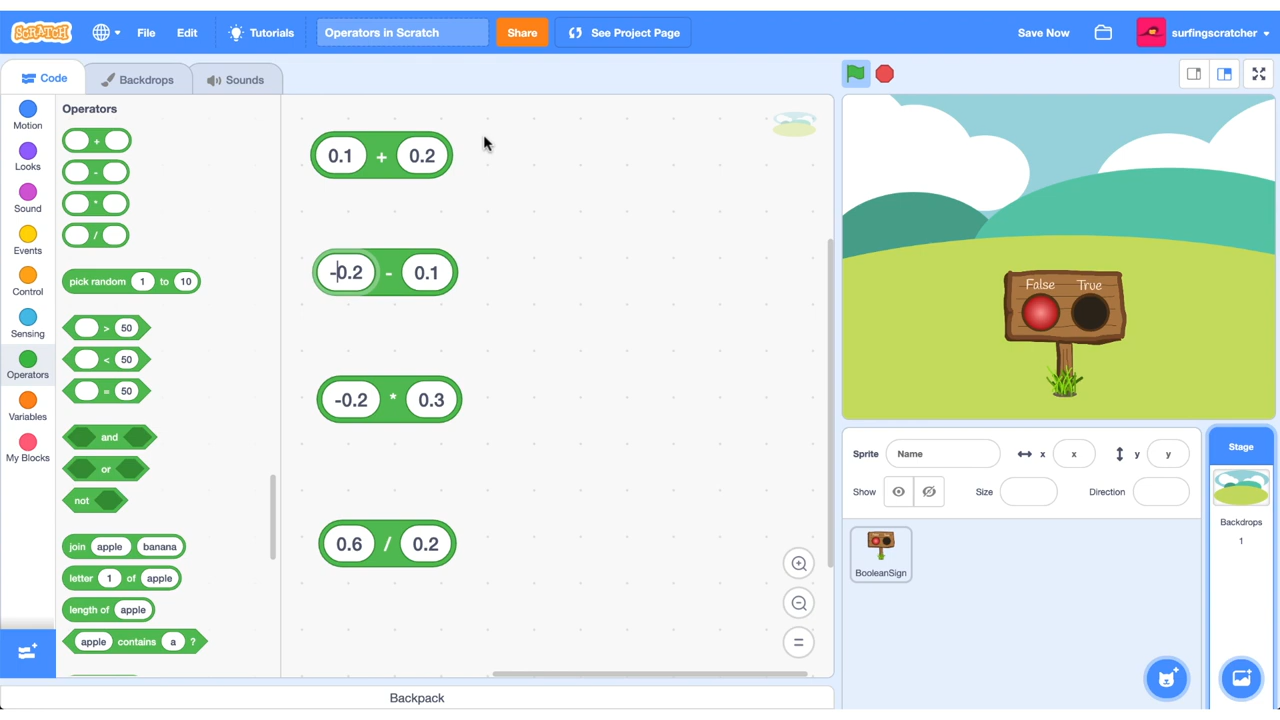 SCRATCH File Edit Tutorials Operators in Scratch Share See Project Page Save Now surfingscratcher
Code Backdrops Sounds
Motion
Looks
Sound
Events
Control
Sensing
Operators
Variables
My Blocks
Operators
+
-
*
/
pick random 1 to 10
> 50
< 50
= 50
and
or
not
join apple banana
letter 1 of apple
length of apple
apple contains a ?
0.1 + 0.2
-0.2 - 0.1
-0.2 * 0.3
0.6 / 0.2
=
Backpack
False True
Sprite Name x x y y
Show Size Direction
BooleanSign
Stage
Backdrops
1